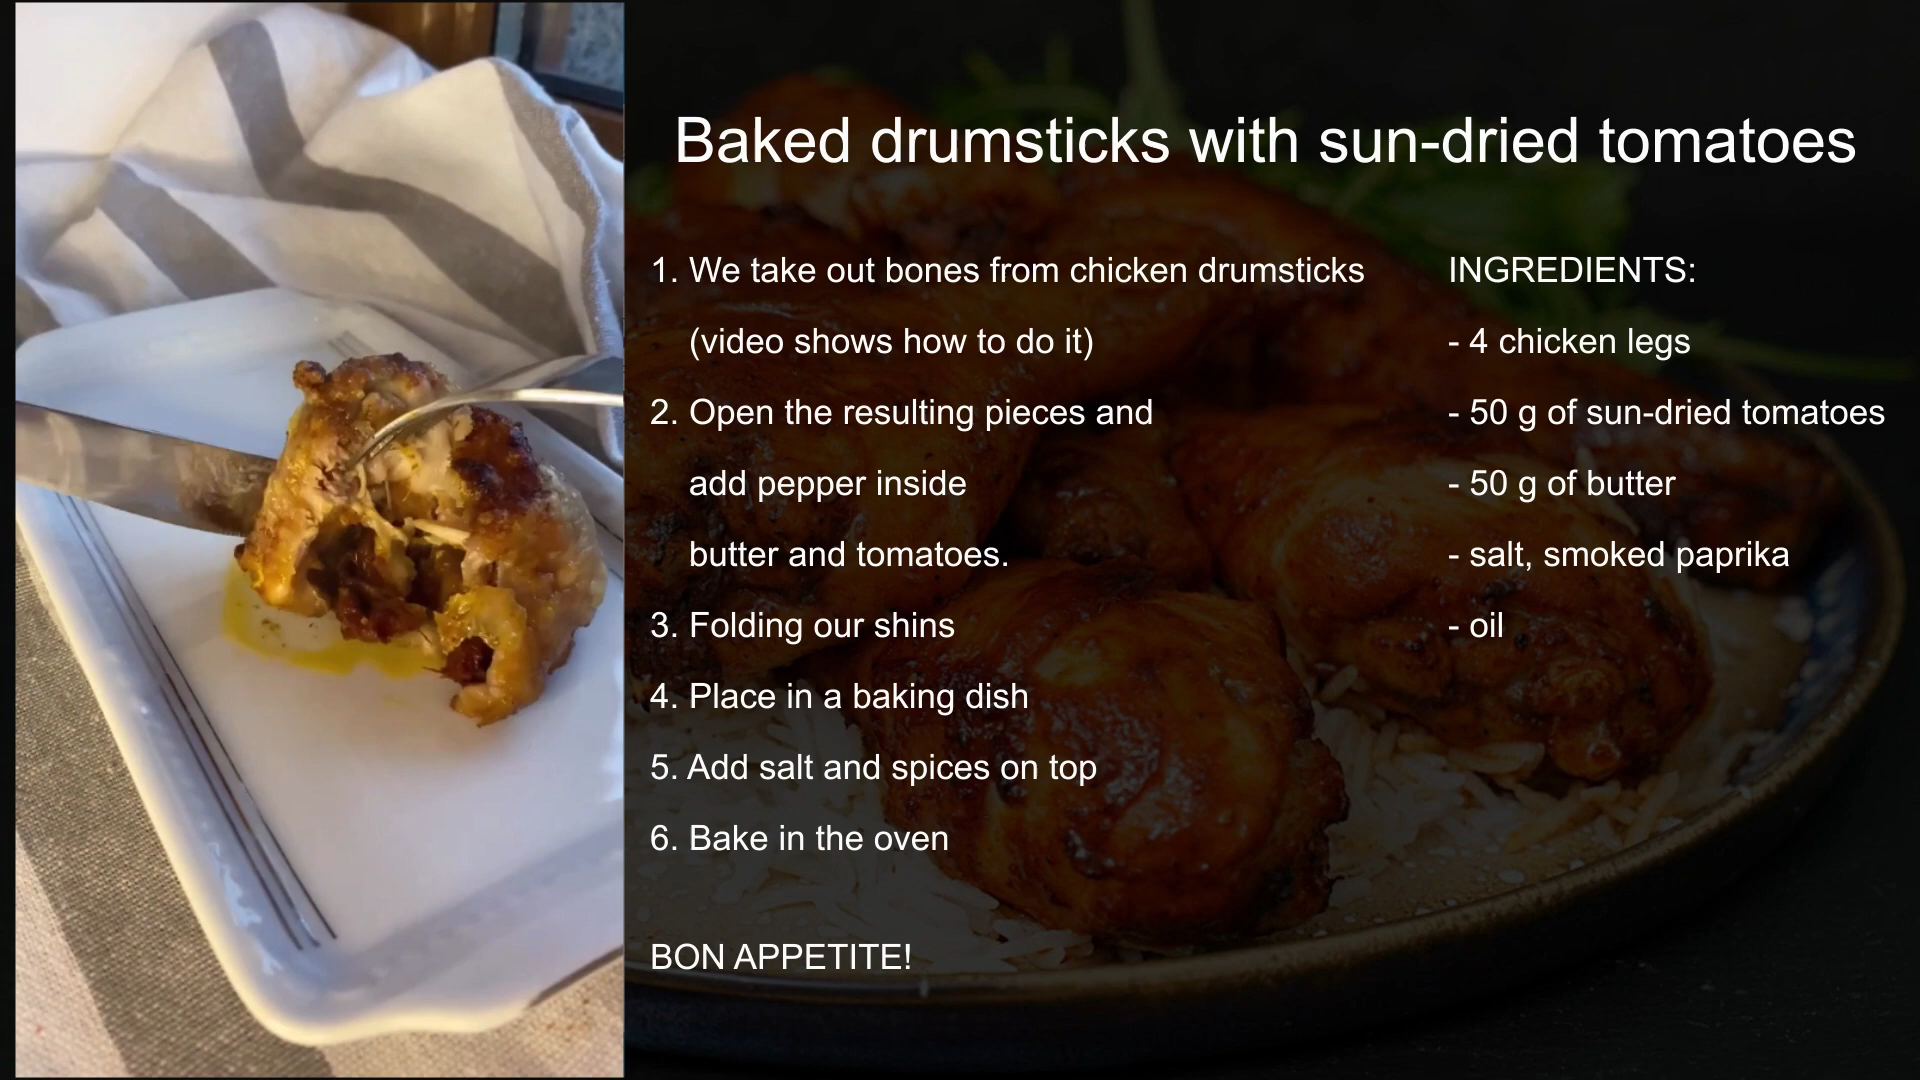 Baked drumsticks with sun-dried tomatoes
1. We take out bones from chicken drumsticks
(video shows how to do it)
2. Open the resulting pieces and
add pepper inside
butter and tomatoes.
3. Folding our shins
4. Place in a baking dish
5. Add salt and spices on top
6. Bake in the oven
BON APPETITE!
INGREDIENTS:
- 4 chicken legs
- 50 g of sun-dried tomatoes
- 50 g of butter
- salt, smoked paprika
- oil